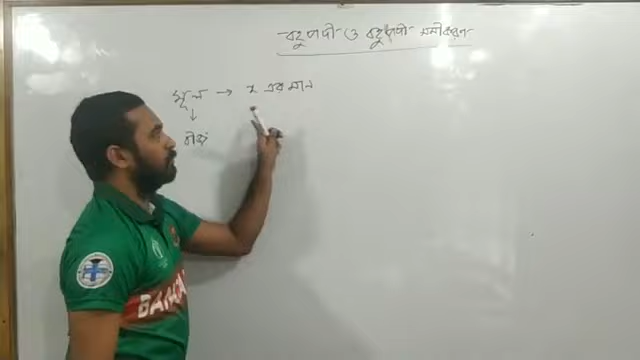 বহুপদী ও বহুপদী সমীকরণ
মূল → x এর মান
↓
বীজ